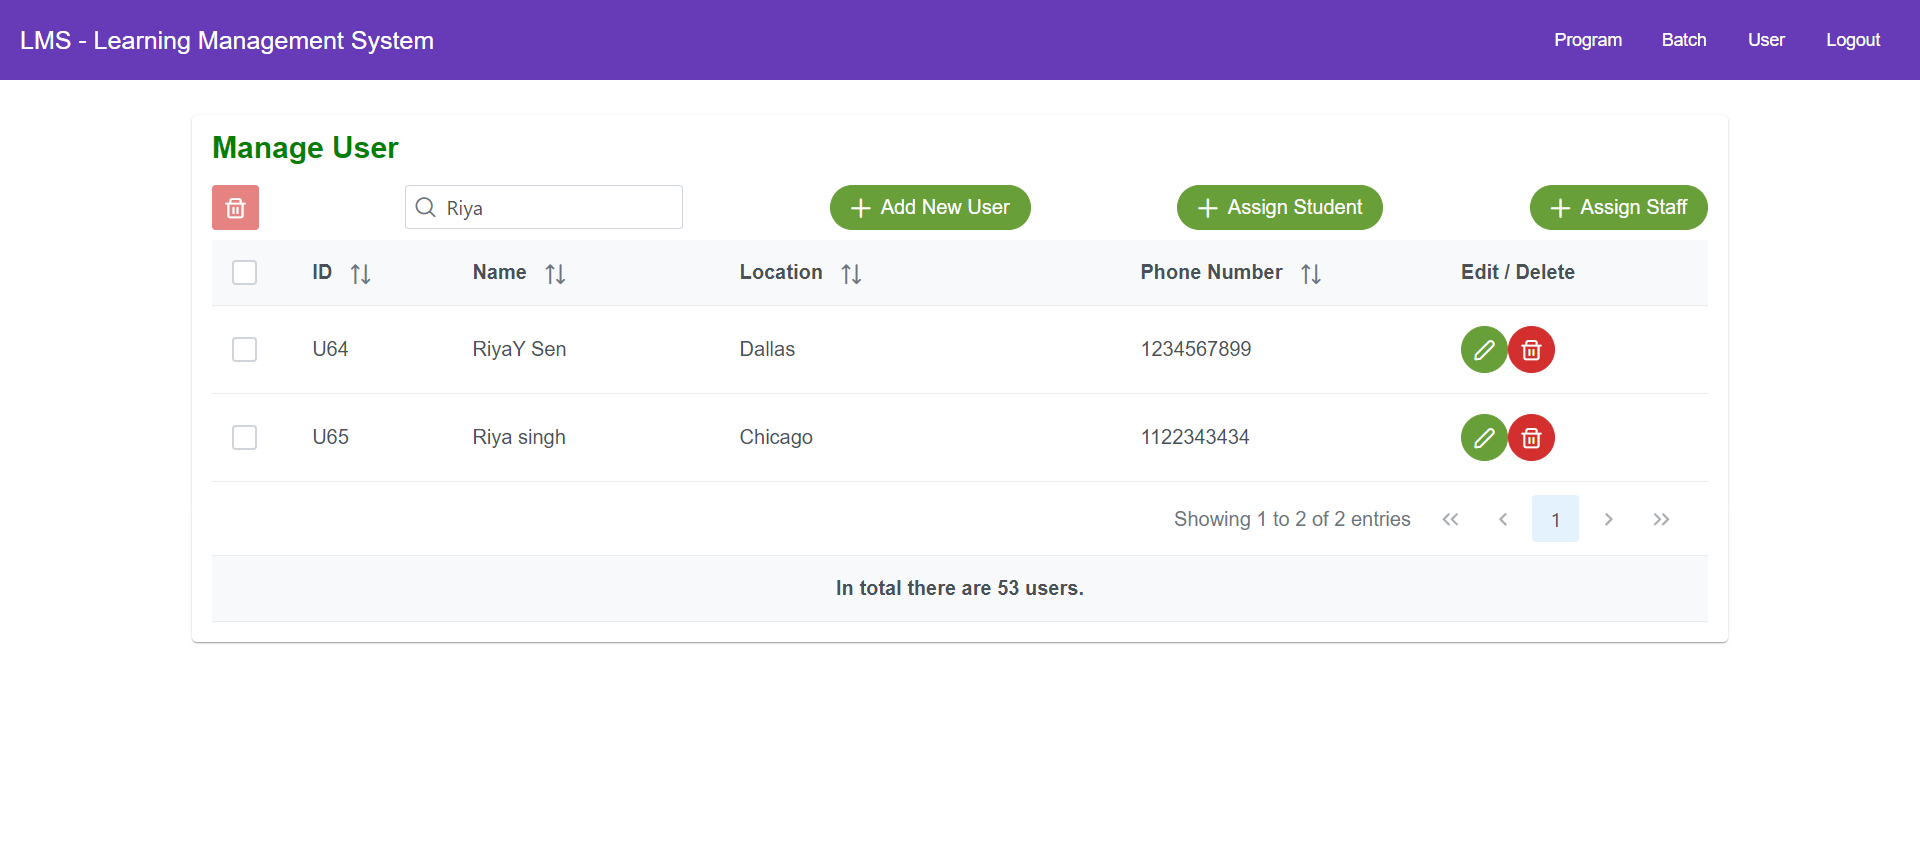 LMS - Learning Management System
Program Batch User Logout
Manage User
Riya
Add New User
Assign Student
Assign Staff
ID Name Location Phone Number Edit / Delete
U64 RiyaY Sen Dallas 1234567899
U65 Riya singh Chicago 1122343434
Showing 1 to 2 of 2 entries 1
In total there are 53 users.